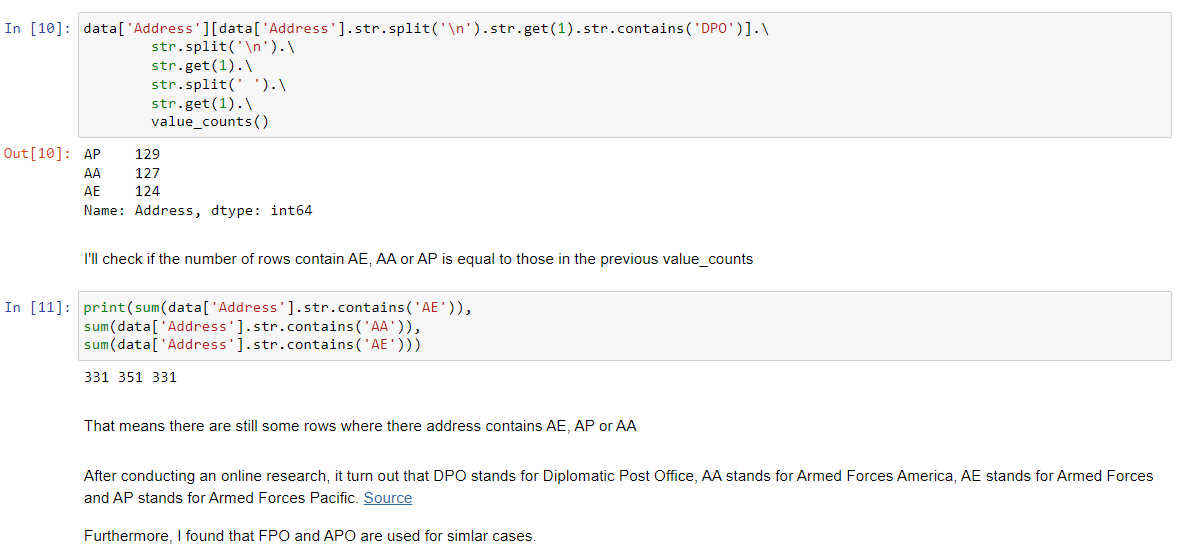 In [10]: data['Address'][data['Address'].str.split('\n').str.get(1).str.contains('DPO')].\
str.split('\n').\
str.get(1).\
str.split(' ').\
str.get(1).\
value_counts()
Out[10]: AP    129
AA    127
AE    124
Name: Address, dtype: int64
I'll check if the number of rows contain AE, AA or AP is equal to those in the previous value_counts
In [11]: print(sum(data['Address'].str.contains('AE')),
sum(data['Address'].str.contains('AA')),
sum(data['Address'].str.contains('AE')))
331 351 331
That means there are still some rows where there address contains AE, AP or AA
After conducting an online research, it turn out that DPO stands for Diplomatic Post Office, AA stands for Armed Forces America, AE stands for Armed Forces
and AP stands for Armed Forces Pacific. Source
Furthermore, I found that FPO and APO are used for simlar cases.